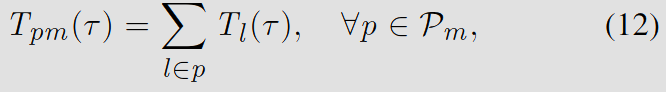 $T_{pm}(\tau) = \sum_{l \in p} T_l(\tau), \quad \forall p \in \mathcal{P}_m, \quad (12)$